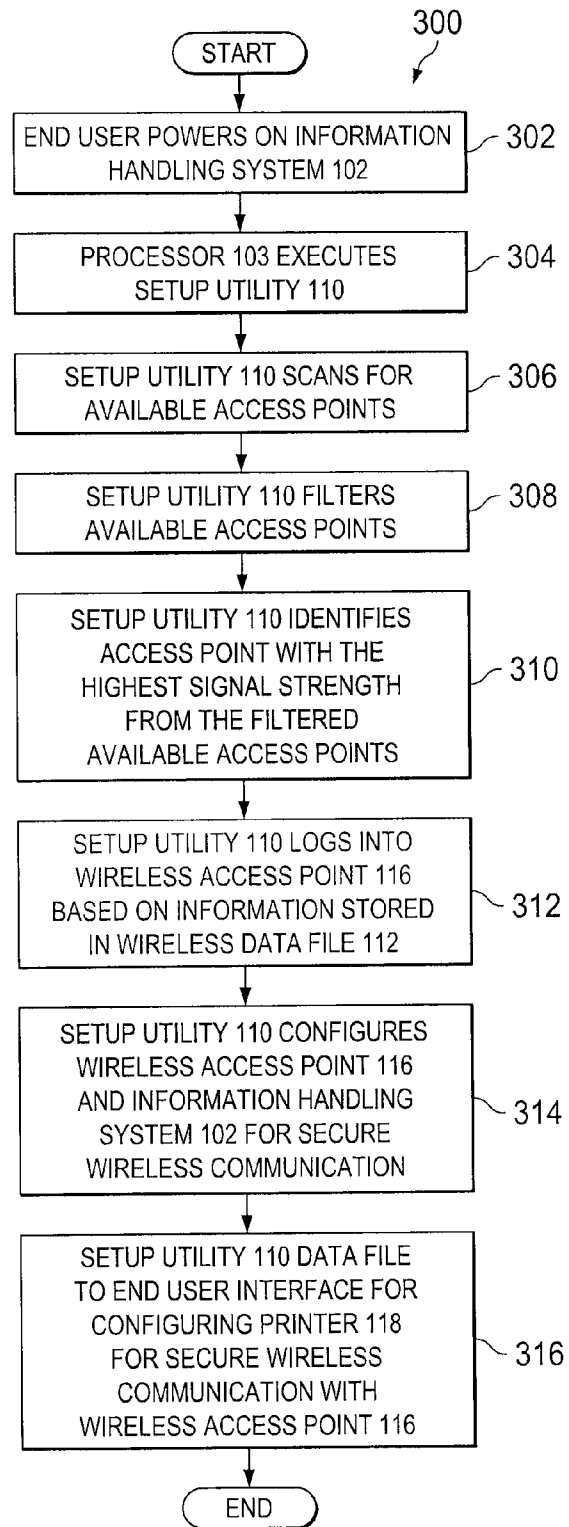 300
START
END USER POWERS ON INFORMATION
HANDLING SYSTEM 102
302
PROCESSOR 103 EXECUTES
SETUP UTILITY 110
304
SETUP UTILITY 110 SCANS FOR
AVAILABLE ACCESS POINTS
306
SETUP UTILITY 110 FILTERS
AVAILABLE ACCESS POINTS
308
SETUP UTILITY 110 IDENTIFIES
ACCESS POINT WITH THE
HIGHEST SIGNAL STRENGTH
FROM THE FILTERED
AVAILABLE ACCESS POINTS
310
SETUP UTILITY 110 LOGS INTO
WIRELESS ACCESS POINT 116
BASED ON INFORMATION STORED
IN WIRELESS DATA FILE 112
312
SETUP UTILITY 110 CONFIGURES
WIRELESS ACCESS POINT 116
AND INFORMATION HANDLING
SYSTEM 102 FOR SECURE
WIRELESS COMMUNICATION
314
SETUP UTILITY 110 DATA FILE
TO END USER INTERFACE FOR
CONFIGURING PRINTER 118
FOR SECURE WIRELESS
COMMUNICATION WITH
WIRELESS ACCESS POINT 116
316
END